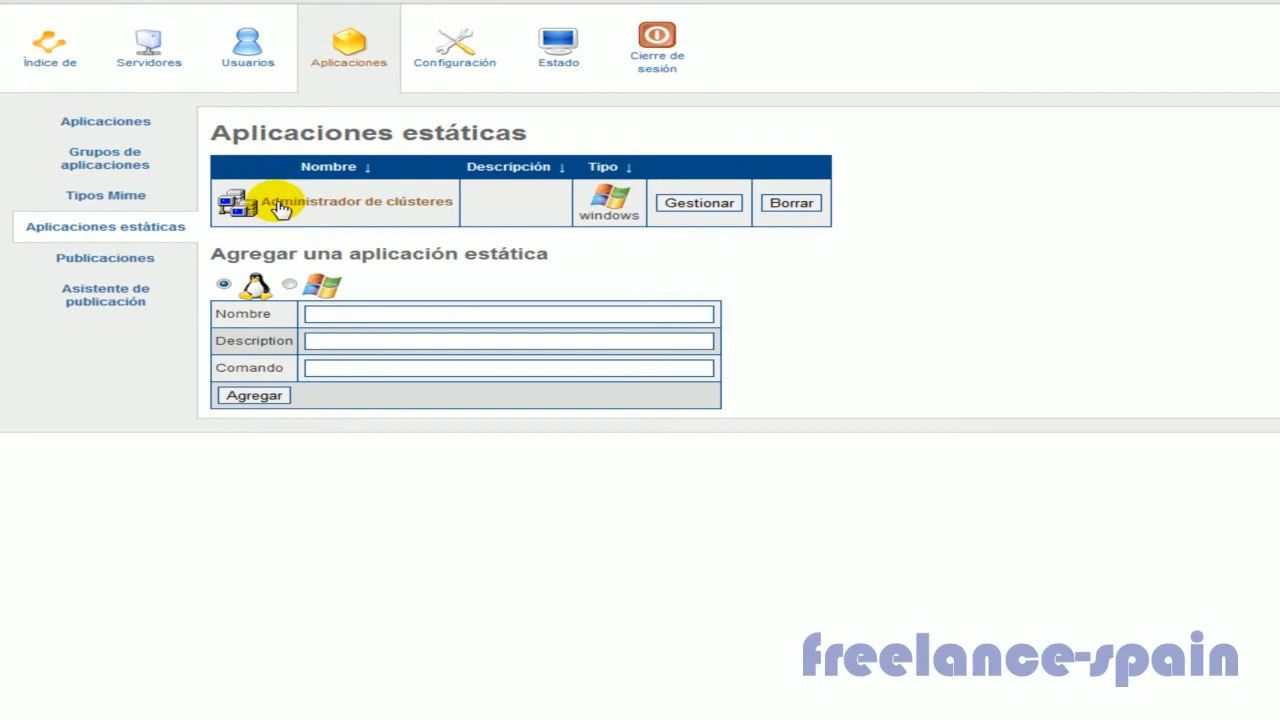 Índice de
Servidores
Usuarios
Aplicaciones
Configuración
Estado
Cierre de
sesión
Aplicaciones
Grupos de
aplicaciones
Tipos Mime
Aplicaciones estáticas
Publicaciones
Asistente de
publicación
Aplicaciones estáticas
Nombre ↓ Descripción ↓ Tipo ↓
Administrador de clústeres windows Gestionar Borrar
Agregar una aplicación estática
Nombre
Description
Comando
Agregar
freelance-spain